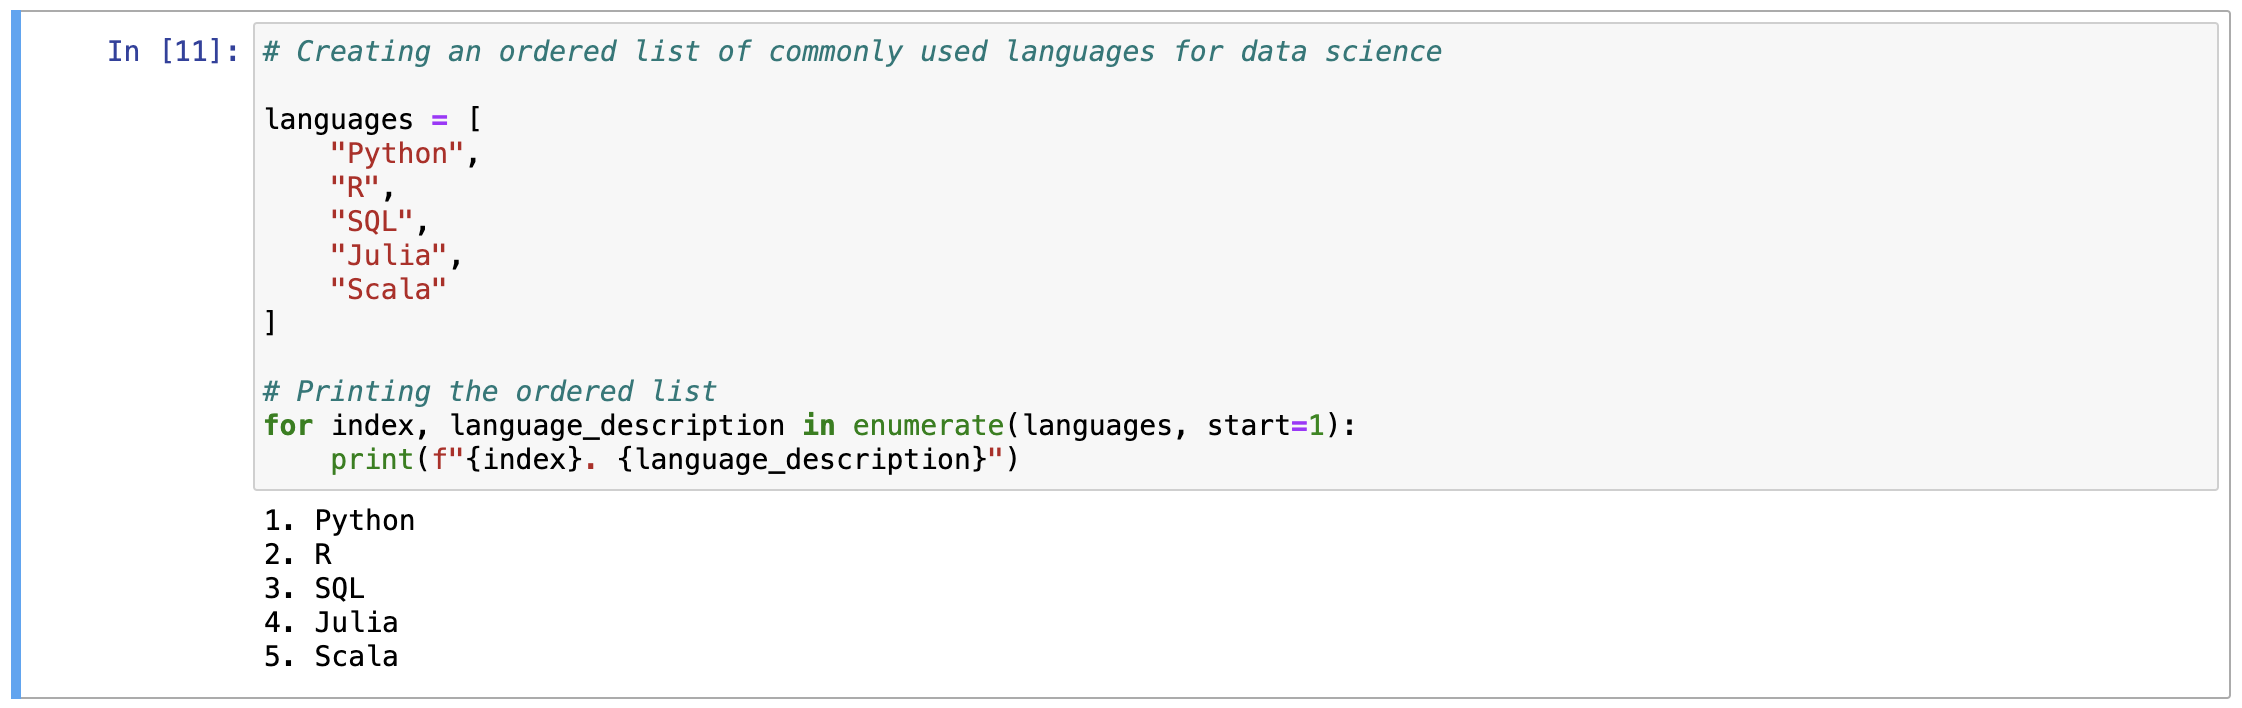 In [11]:
# Creating an ordered list of commonly used languages for data science

languages = [
    "Python",
    "R",
    "SQL",
    "Julia",
    "Scala"
]

# Printing the ordered list
for index, language_description in enumerate(languages, start=1):
    print(f"{index}. {language_description}")
1. Python
2. R
3. SQL
4. Julia
5. Scala